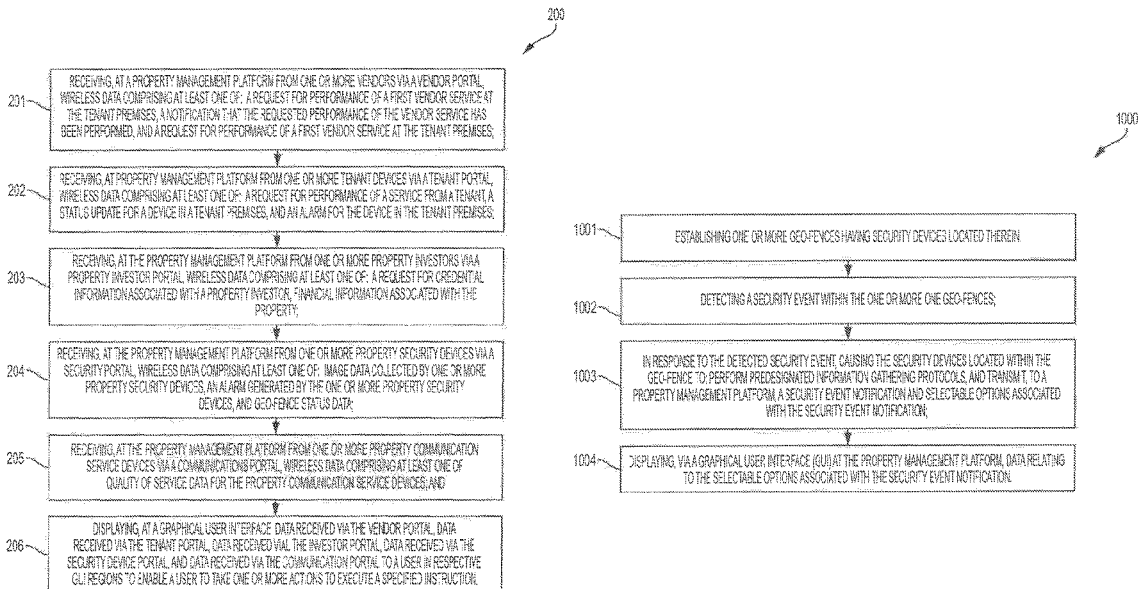 200
201
RECEIVING, AT A PROPERTY MANAGEMENT PLATFORM FROM ONE OR MORE VENDORS VIA A VENDOR PORTAL,
WIRELESS DATA COMPRISING AT LEAST ONE OF: A REQUEST FOR PERFORMANCE OF A FIRST VENDOR SERVICE AT
THE TENANT PREMISES, A NOTIFICATION THAT THE REQUESTED PERFORMANCE OF THE VENDOR SERVICE HAS
BEEN PERFORMED, AND A REQUEST FOR PERFORMANCE OF A FIRST VENDOR SERVICE AT THE TENANT PREMISES;
202
RECEIVING, AT PROPERTY MANAGEMENT PLATFORM FROM ONE OR MORE TENANT DEVICES VIA A TENANT PORTAL,
WIRELESS DATA COMPRISING AT LEAST ONE OF: A REQUEST FOR PERFORMANCE OF A SERVICE FROM A TENANT, A
STATUS UPDATE FOR A DEVICE IN A TENANT PREMISES, AND AN ALARM FOR THE DEVICE IN THE TENANT PREMISES;
203
RECEIVING, AT THE PROPERTY MANAGEMENT PLATFORM FROM ONE OR MORE PROPERTY INVESTORS VIA A
PROPERTY INVESTOR PORTAL, WIRELESS DATA COMPRISING AT LEAST ONE OF: A REQUEST FOR CREDENTIAL
INFORMATION ASSOCIATED WITH A PROPERTY INVESTOR, FINANCIAL INFORMATION ASSOCIATED WITH THE
PROPERTY;
204
RECEIVING, AT THE PROPERTY MANAGEMENT PLATFORM FROM ONE OR MORE PROPERTY SECURITY DEVICES VIA A
SECURITY PORTAL, WIRELESS DATA COMPRISING AT LEAST ONE OF: IMAGE DATA COLLECTED BY ONE OR MORE
PROPERTY SECURITY DEVICES, AN ALARM GENERATED BY THE ONE OR MORE PROPERTY SECURITY
DEVICES, AND GEO-FENCE STATUS DATA;
205
RECEIVING, AT THE PROPERTY MANAGEMENT PLATFORM FROM ONE OR MORE PROPERTY COMMUNICATION
SERVICE DEVICES VIA A COMMUNICATIONS PORTAL, WIRELESS DATA COMPRISING AT LEAST ONE OF
QUALITY OF SERVICE DATA FOR THE PROPERTY COMMUNICATION SERVICE DEVICES; AND
206
DISPLAYING, AT A GRAPHICAL USER INTERFACE DATA RECEIVED VIA THE VENDOR PORTAL, DATA
RECEIVED VIA THE TENANT PORTAL, DATA RECEIVED VIA THE INVESTOR PORTAL, DATA RECEIVED VIA THE
SECURITY DEVICE PORTAL, AND DATA RECEIVED VIA THE COMMUNICATION PORTAL TO A USER IN RESPECTIVE
GUI REGIONS TO ENABLE A USER TO TAKE ONE OR MORE ACTIONS TO EXECUTE A SPECIFIED INSTRUCTION.
1000
1001
ESTABLISHING ONE OR MORE GEO-FENCES HAVING SECURITY DEVICES LOCATED THEREIN.
1002
DETECTING A SECURITY EVENT WITHIN THE ONE OR MORE ONE GEO-FENCES;
1003
IN RESPONSE TO THE DETECTED SECURITY EVENT, CAUSING THE SECURITY DEVICES LOCATED WITHIN THE
GEO-FENCE TO: PERFORM PREDESIGNATED INFORMATION GATHERING PROTOCOLS, AND TRANSMIT, TO A
PROPERTY MANAGEMENT PLATFORM, A SECURITY EVENT NOTIFICATION AND SELECTABLE OPTIONS ASSOCIATED
WITH THE SECURITY EVENT NOTIFICATION;
1004
DISPLAYING, VIA A GRAPHICAL USER INTERFACE (GUI) AT THE PROPERTY MANAGEMENT PLATFORM, DATA RELATING
TO THE SELECTABLE OPTIONS ASSOCIATED WITH THE SECURITY EVENT NOTIFICATION.